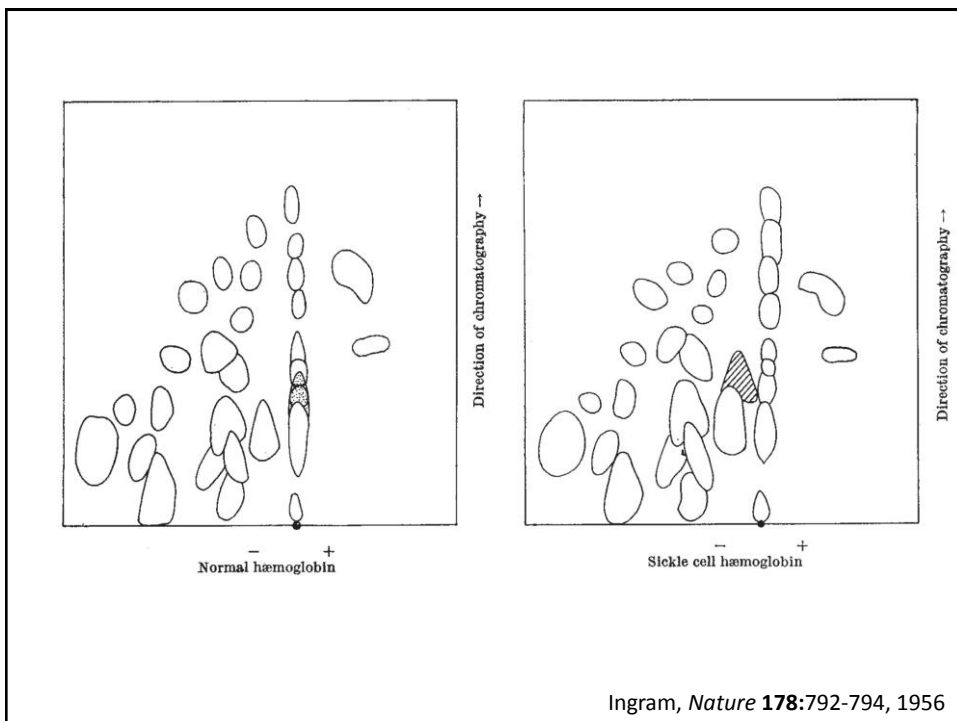 Direction of chromatography →
− +
Normal hæmoglobin
Direction of chromatography →
− +
Sickle cell hæmoglobin
Ingram, Nature 178:792-794, 1956